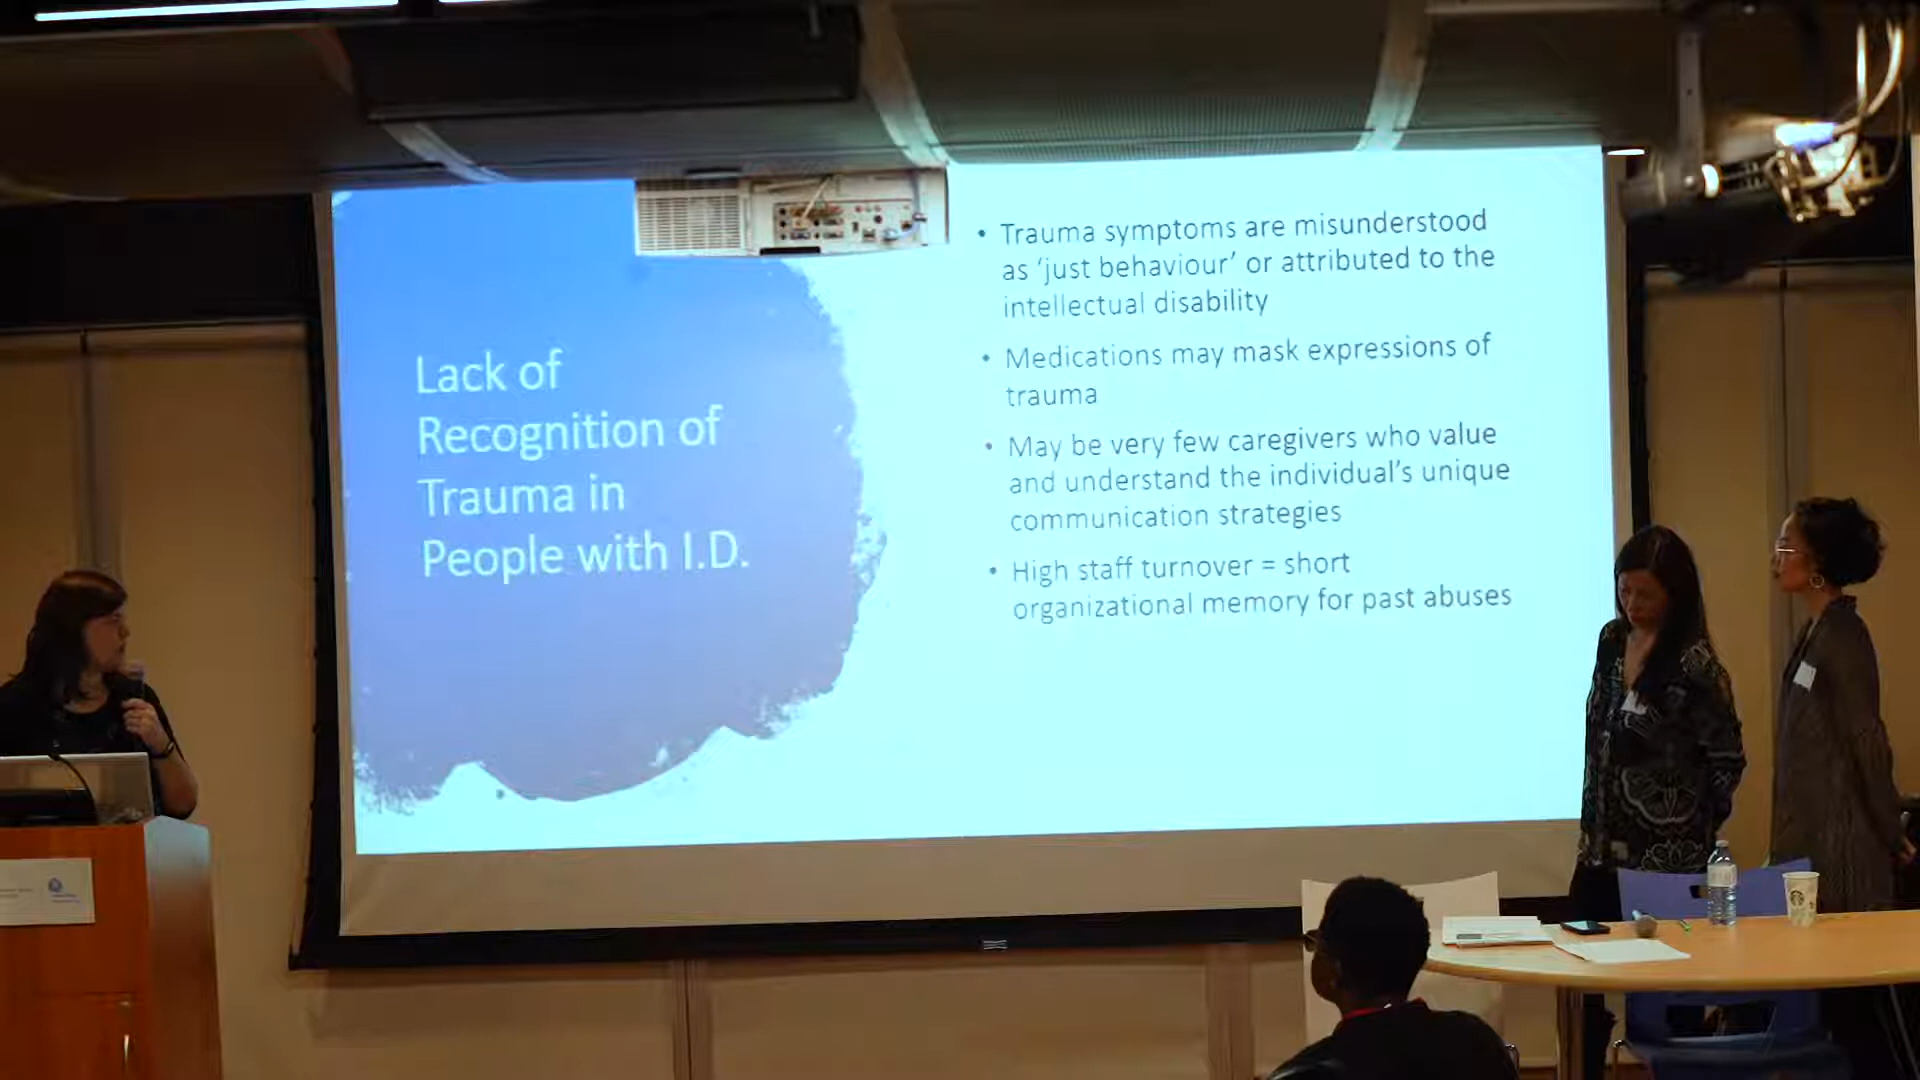 Lack of
Recognition of
Trauma in
People with I.D.
• Trauma symptoms are misunderstood
as ‘just behaviour’ or attributed to the
intellectual disability
• Medications may mask expressions of
trauma
• May be very few caregivers who value
and understand the individual’s unique
communication strategies
• High staff turnover = short
organizational memory for past abuses